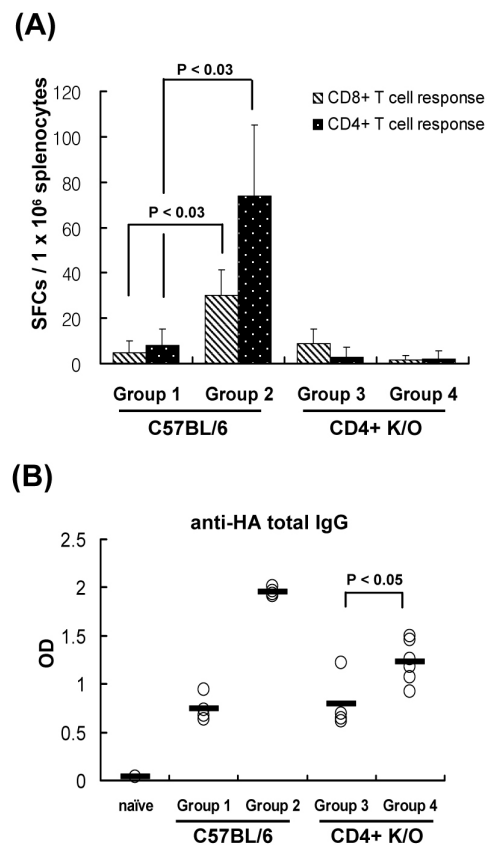 (A)
P < 0.03
120
100
80
60
40
20
0
SFCs / 1 x 10⁶ splenocytes
CD8+ T cell response
CD4+ T cell response
P < 0.03
Group 1 Group 2 Group 3 Group 4
C57BL/6 CD4+ K/O
(B)
anti-HA total IgG
2.5
2
1.5
1
0.5
0
OD
P < 0.05
naïve Group 1 Group 2 Group 3 Group 4
C57BL/6 CD4+ K/O